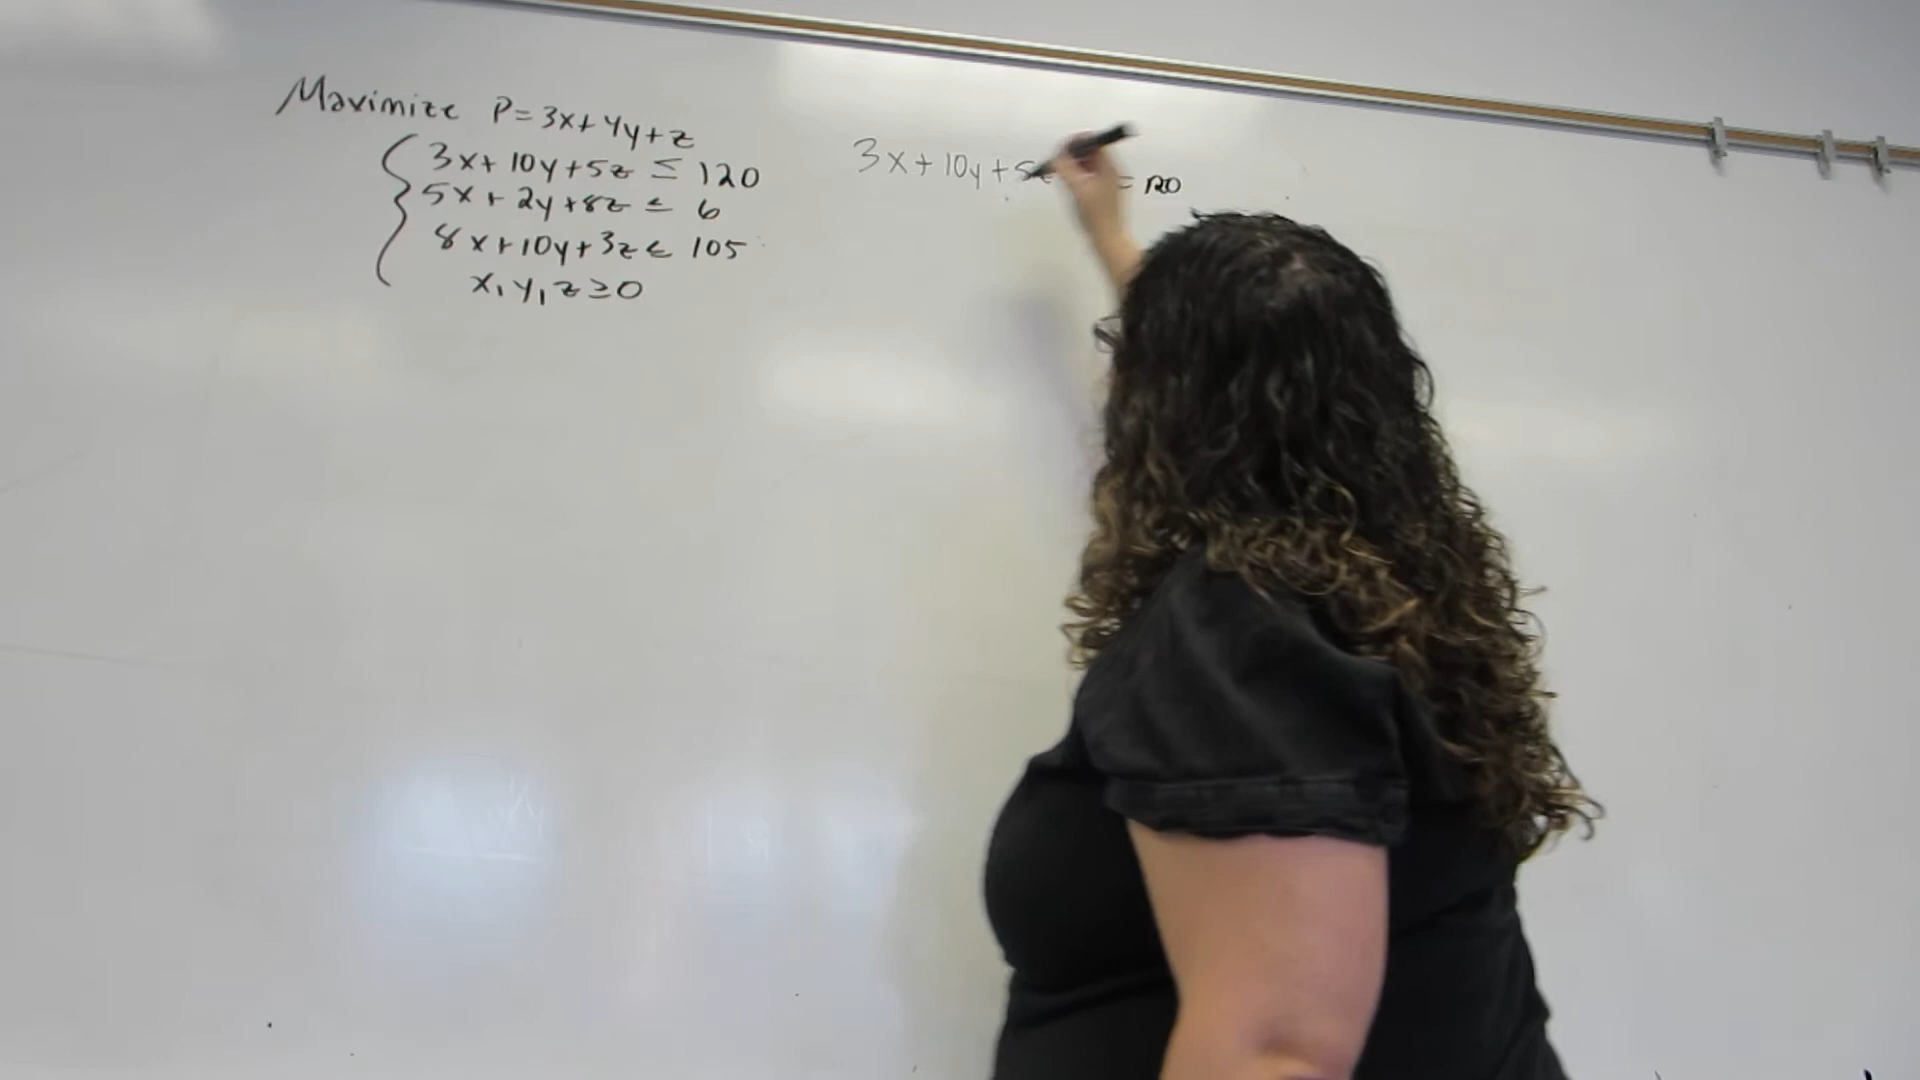 Maximize P=3x+4y+z
3x+10y+5z ≤ 120
5x+2y+8z ≤ 6
8x+10y+3z ≤ 105
x, y, z ≥ 0
3x+10y+5z = 120